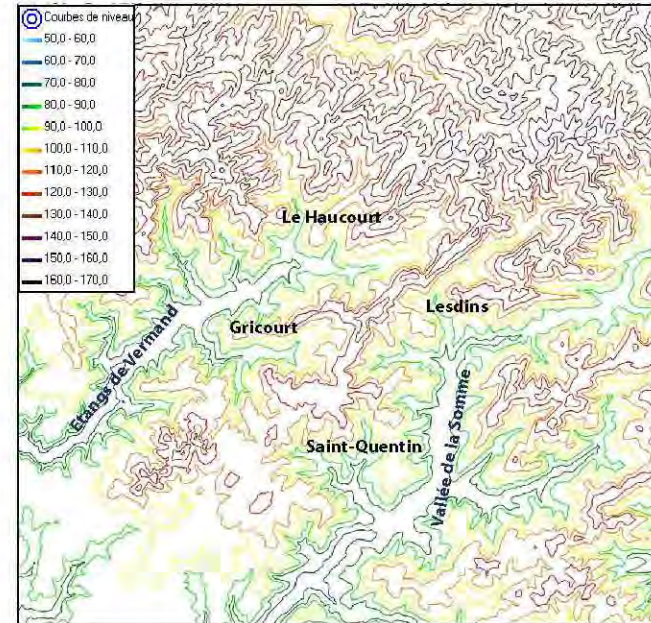 Courbes de niveau
50,0 - 60,0
60,0 - 70,0
70,0 - 80,0
80,0 - 90,0
90,0 - 100,0
100,0 - 110,0
110,0 - 120,0
120,0 - 130,0
130,0 - 140,0
140,0 - 150,0
150,0 - 160,0
160,0 - 170,0
Le Haucourt
Lesdins
Gricourt
Etangs de Vermand
Saint-Quentin
Vallée de la Somme